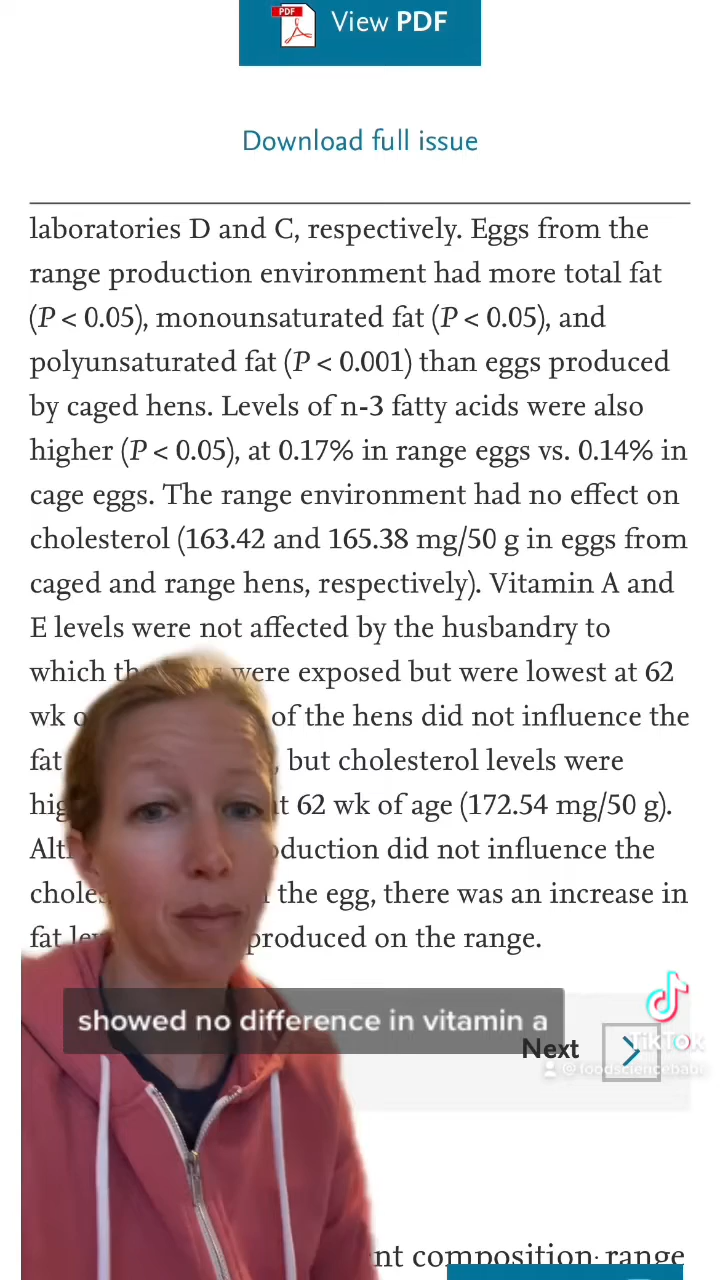 PDF
View PDF
Download full issue
laboratories D and C, respectively. Eggs from the
range production environment had more total fat
(P < 0.05), monounsaturated fat (P < 0.05), and
polyunsaturated fat (P < 0.001) than eggs produced
by caged hens. Levels of n-3 fatty acids were also
higher (P < 0.05), at 0.17% in range eggs vs. 0.14% in
cage eggs. The range environment had no effect on
cholesterol (163.42 and 165.38 mg/50 g in eggs from
caged and range hens, respectively). Vitamin A and
E levels were not affected by the husbandry to
which were exposed but were lowest at 62
wk of the hens did not influence the
fat , but cholesterol levels were
at 62 wk of age (172.54 mg/50 g).
did not influence the
the egg, there was an increase in
fat produced on the range.
showed no difference in vitamin a
Next
TikTok
@foodsciencebabe
nt composition; range